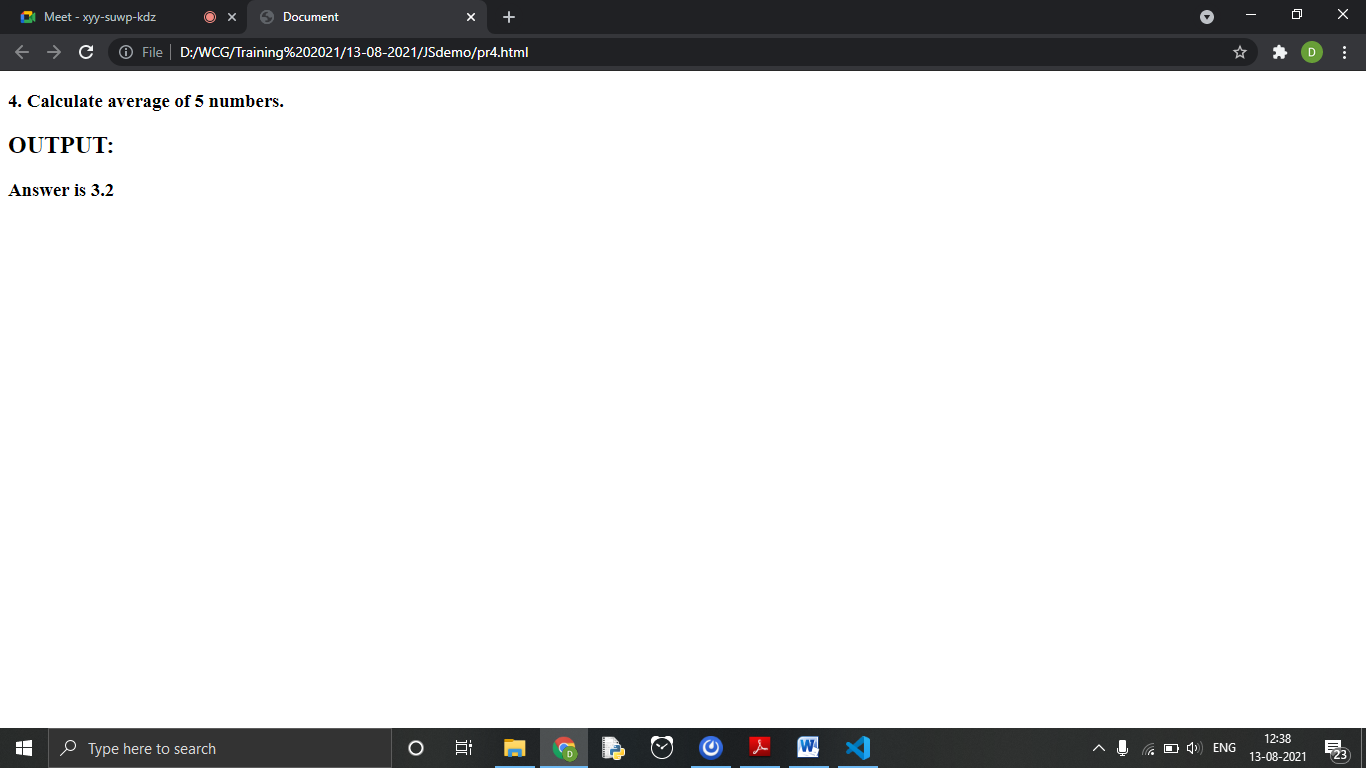 Meet - xyy-suwp-kdz
Document
File
D:/WCG/Training%202021/13-08-2021/JSdemo/pr4.html
D
4. Calculate average of 5 numbers.
OUTPUT:
Answer is 3.2
Type here to search
D
W
ENG
12:38
13-08-2021
23